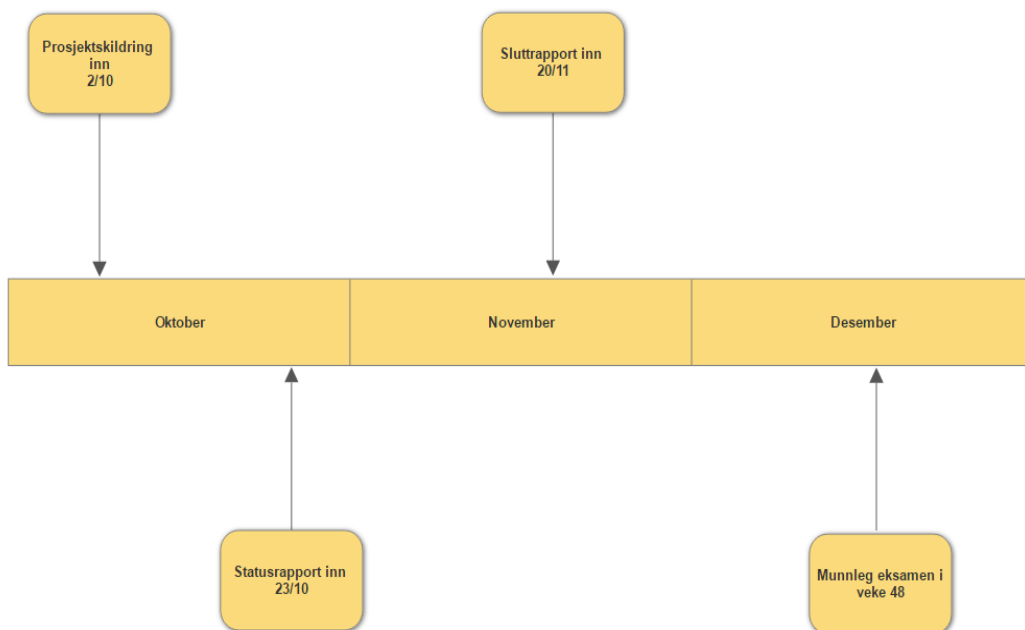 Prosjektskildring
inn
2/10
Sluttrapport inn
20/11
Oktober
November
Desember
Statusrapport inn
23/10
Munnleg eksamen i
veke 48